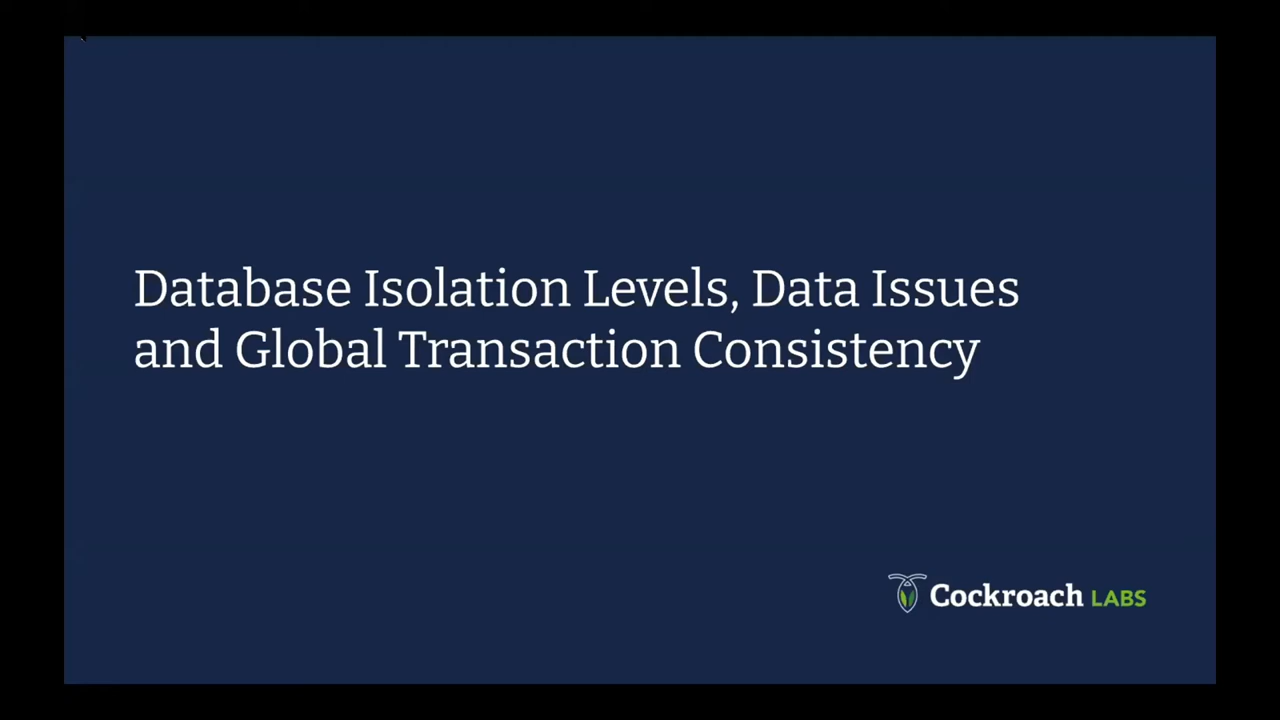 Database Isolation Levels, Data Issues
and Global Transaction Consistency
Cockroach LABS